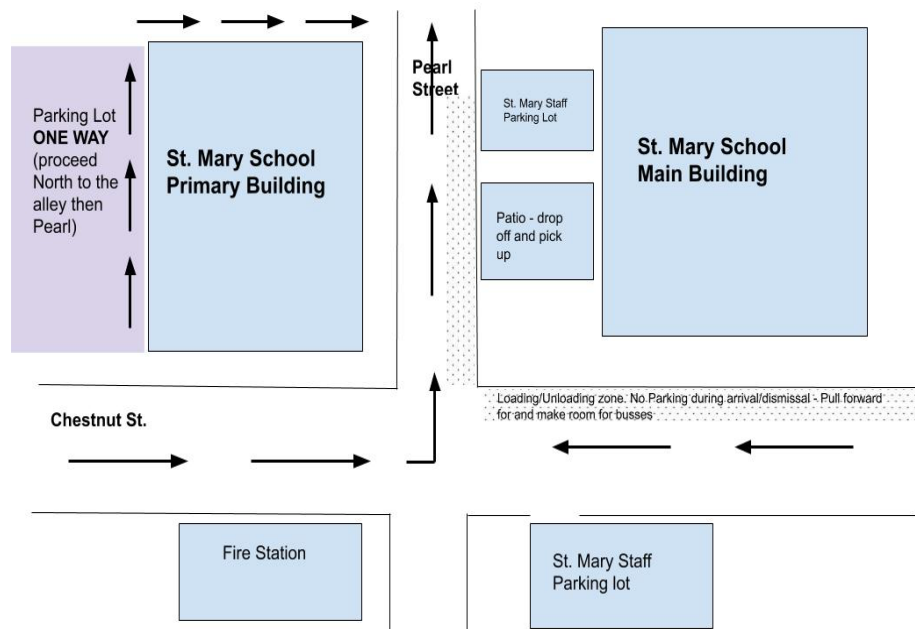 Parking Lot
ONE WAY
(proceed
North to the
alley then
Pearl)
St. Mary School
Primary Building
Pearl
Street
St. Mary Staff
Parking Lot
St. Mary School
Main Building
Patio - drop
off and pick
up
Chestnut St.
Loading/Unloading zone. No Parking during arrival/dismissal - Pull forward
for and make room for busses
Fire Station
St. Mary Staff
Parking lot